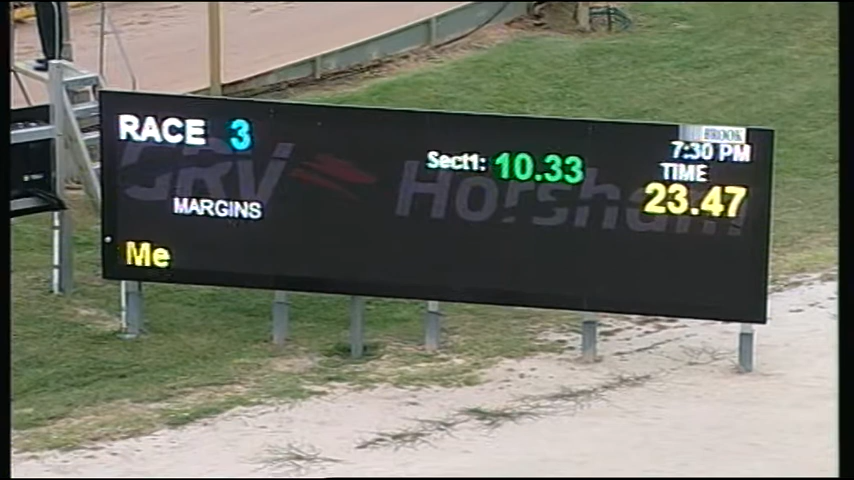 BROOK
RACE 3
7:30 PM
Sect1: 10.33
TIME
GRV Horsham
23.47
MARGINS
Me